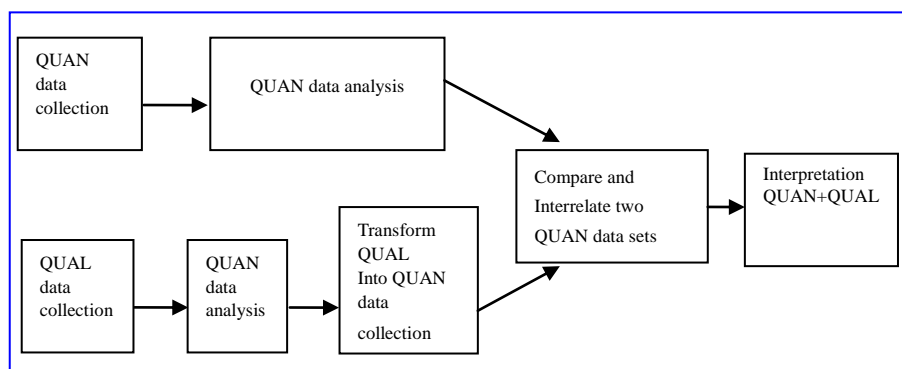 QUAN
data
collection
QUAN data analysis
Compare and
Interrelate two
QUAN data sets
Interpretation
QUAN+QUAL
QUAL
data
collection
QUAN
data
analysis
Transform
QUAL
Into QUAN
data
collection